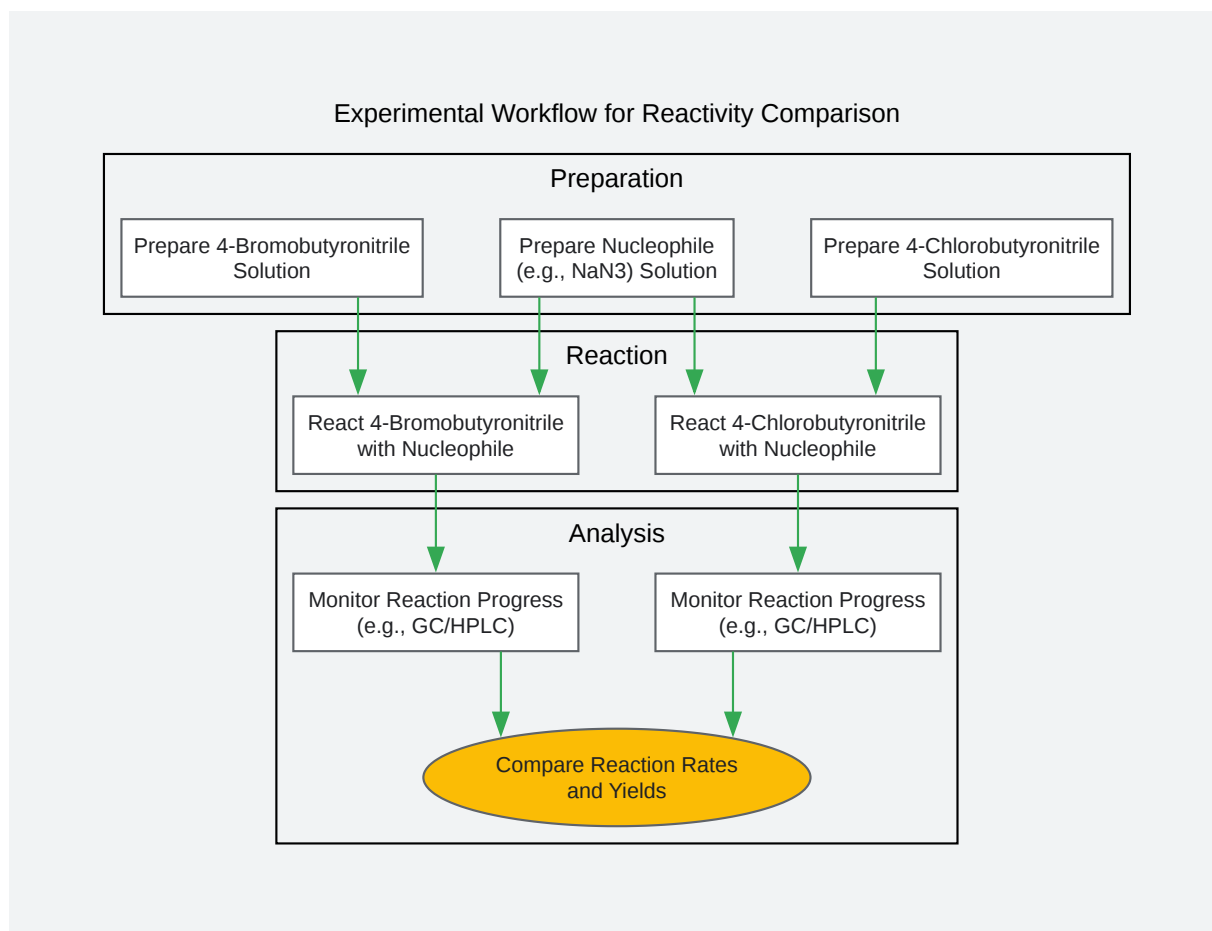 Experimental Workflow for Reactivity Comparison
Preparation
Prepare 4-Bromobutyronitrile
Solution
Prepare Nucleophile
(e.g., NaN3) Solution
Prepare 4-Chlorobutyronitrile
Solution
Reaction
React 4-Bromobutyronitrile
with Nucleophile
React 4-Chlorobutyronitrile
with Nucleophile
Analysis
Monitor Reaction Progress
(e.g., GC/HPLC)
Monitor Reaction Progress
(e.g., GC/HPLC)
Compare Reaction Rates
and Yields